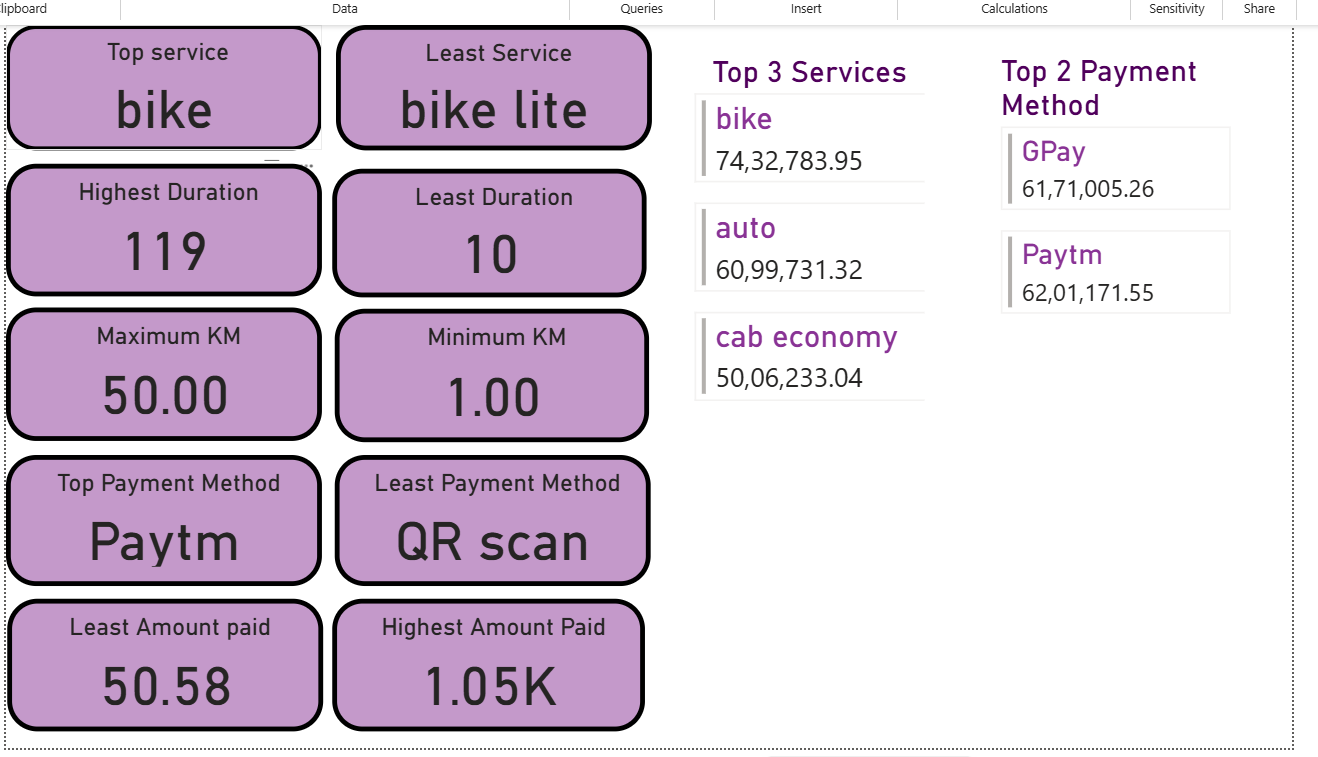 lipboard
Data
Queries
Insert
Calculations
Sensitivity
Share
Top service
bike
Least Service
bike lite
Highest Duration
119
Least Duration
10
Maximum KM
50.00
Minimum KM
1.00
Top Payment Method
Paytm
Least Payment Method
QR scan
Least Amount paid
50.58
Highest Amount Paid
1.05K
Top 3 Services
bike
74,32,783.95
auto
60,99,731.32
cab economy
50,06,233.04
Top 2 Payment
Method
GPay
61,71,005.26
Paytm
62,01,171.55